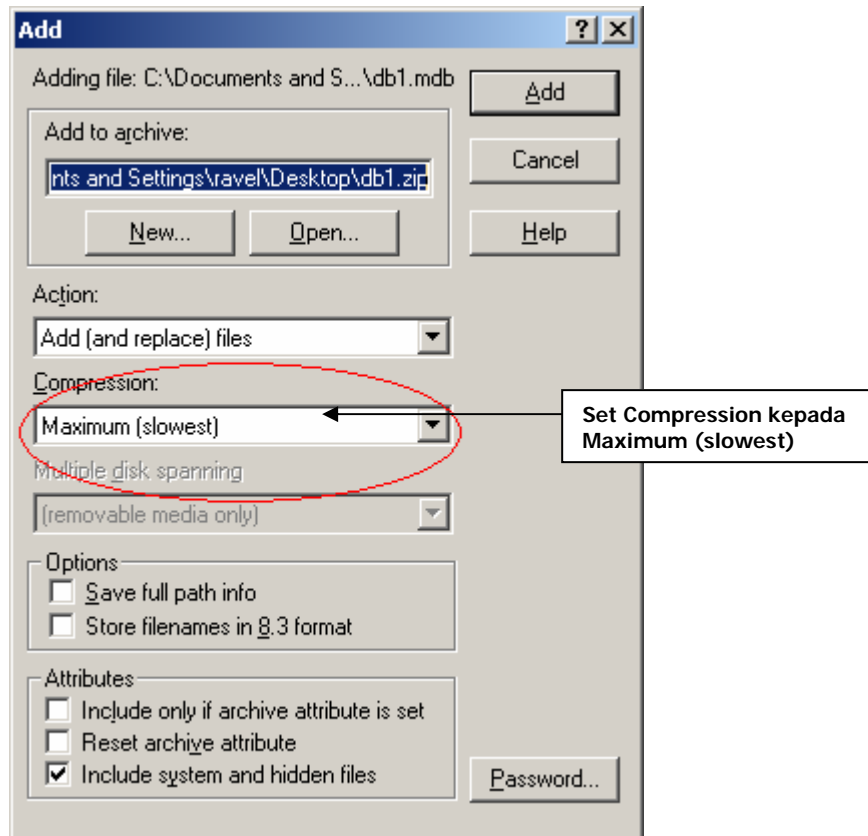 Add
Adding file: C:\Documents and S...\db1.mdb
Add
Add to archive:
nts and Settings\ravel\Desktop\db1.zip
Cancel
New...
Open...
Help
Action:
Add (and replace) files
Compression:
Maximum (slowest)
Set Compression kepada
Maximum (slowest)
Multiple disk spanning
(removable media only)
Options
Save full path info
Store filenames in 8.3 format
Attributes
Include only if archive attribute is set
Reset archive attribute
Include system and hidden files
Password...